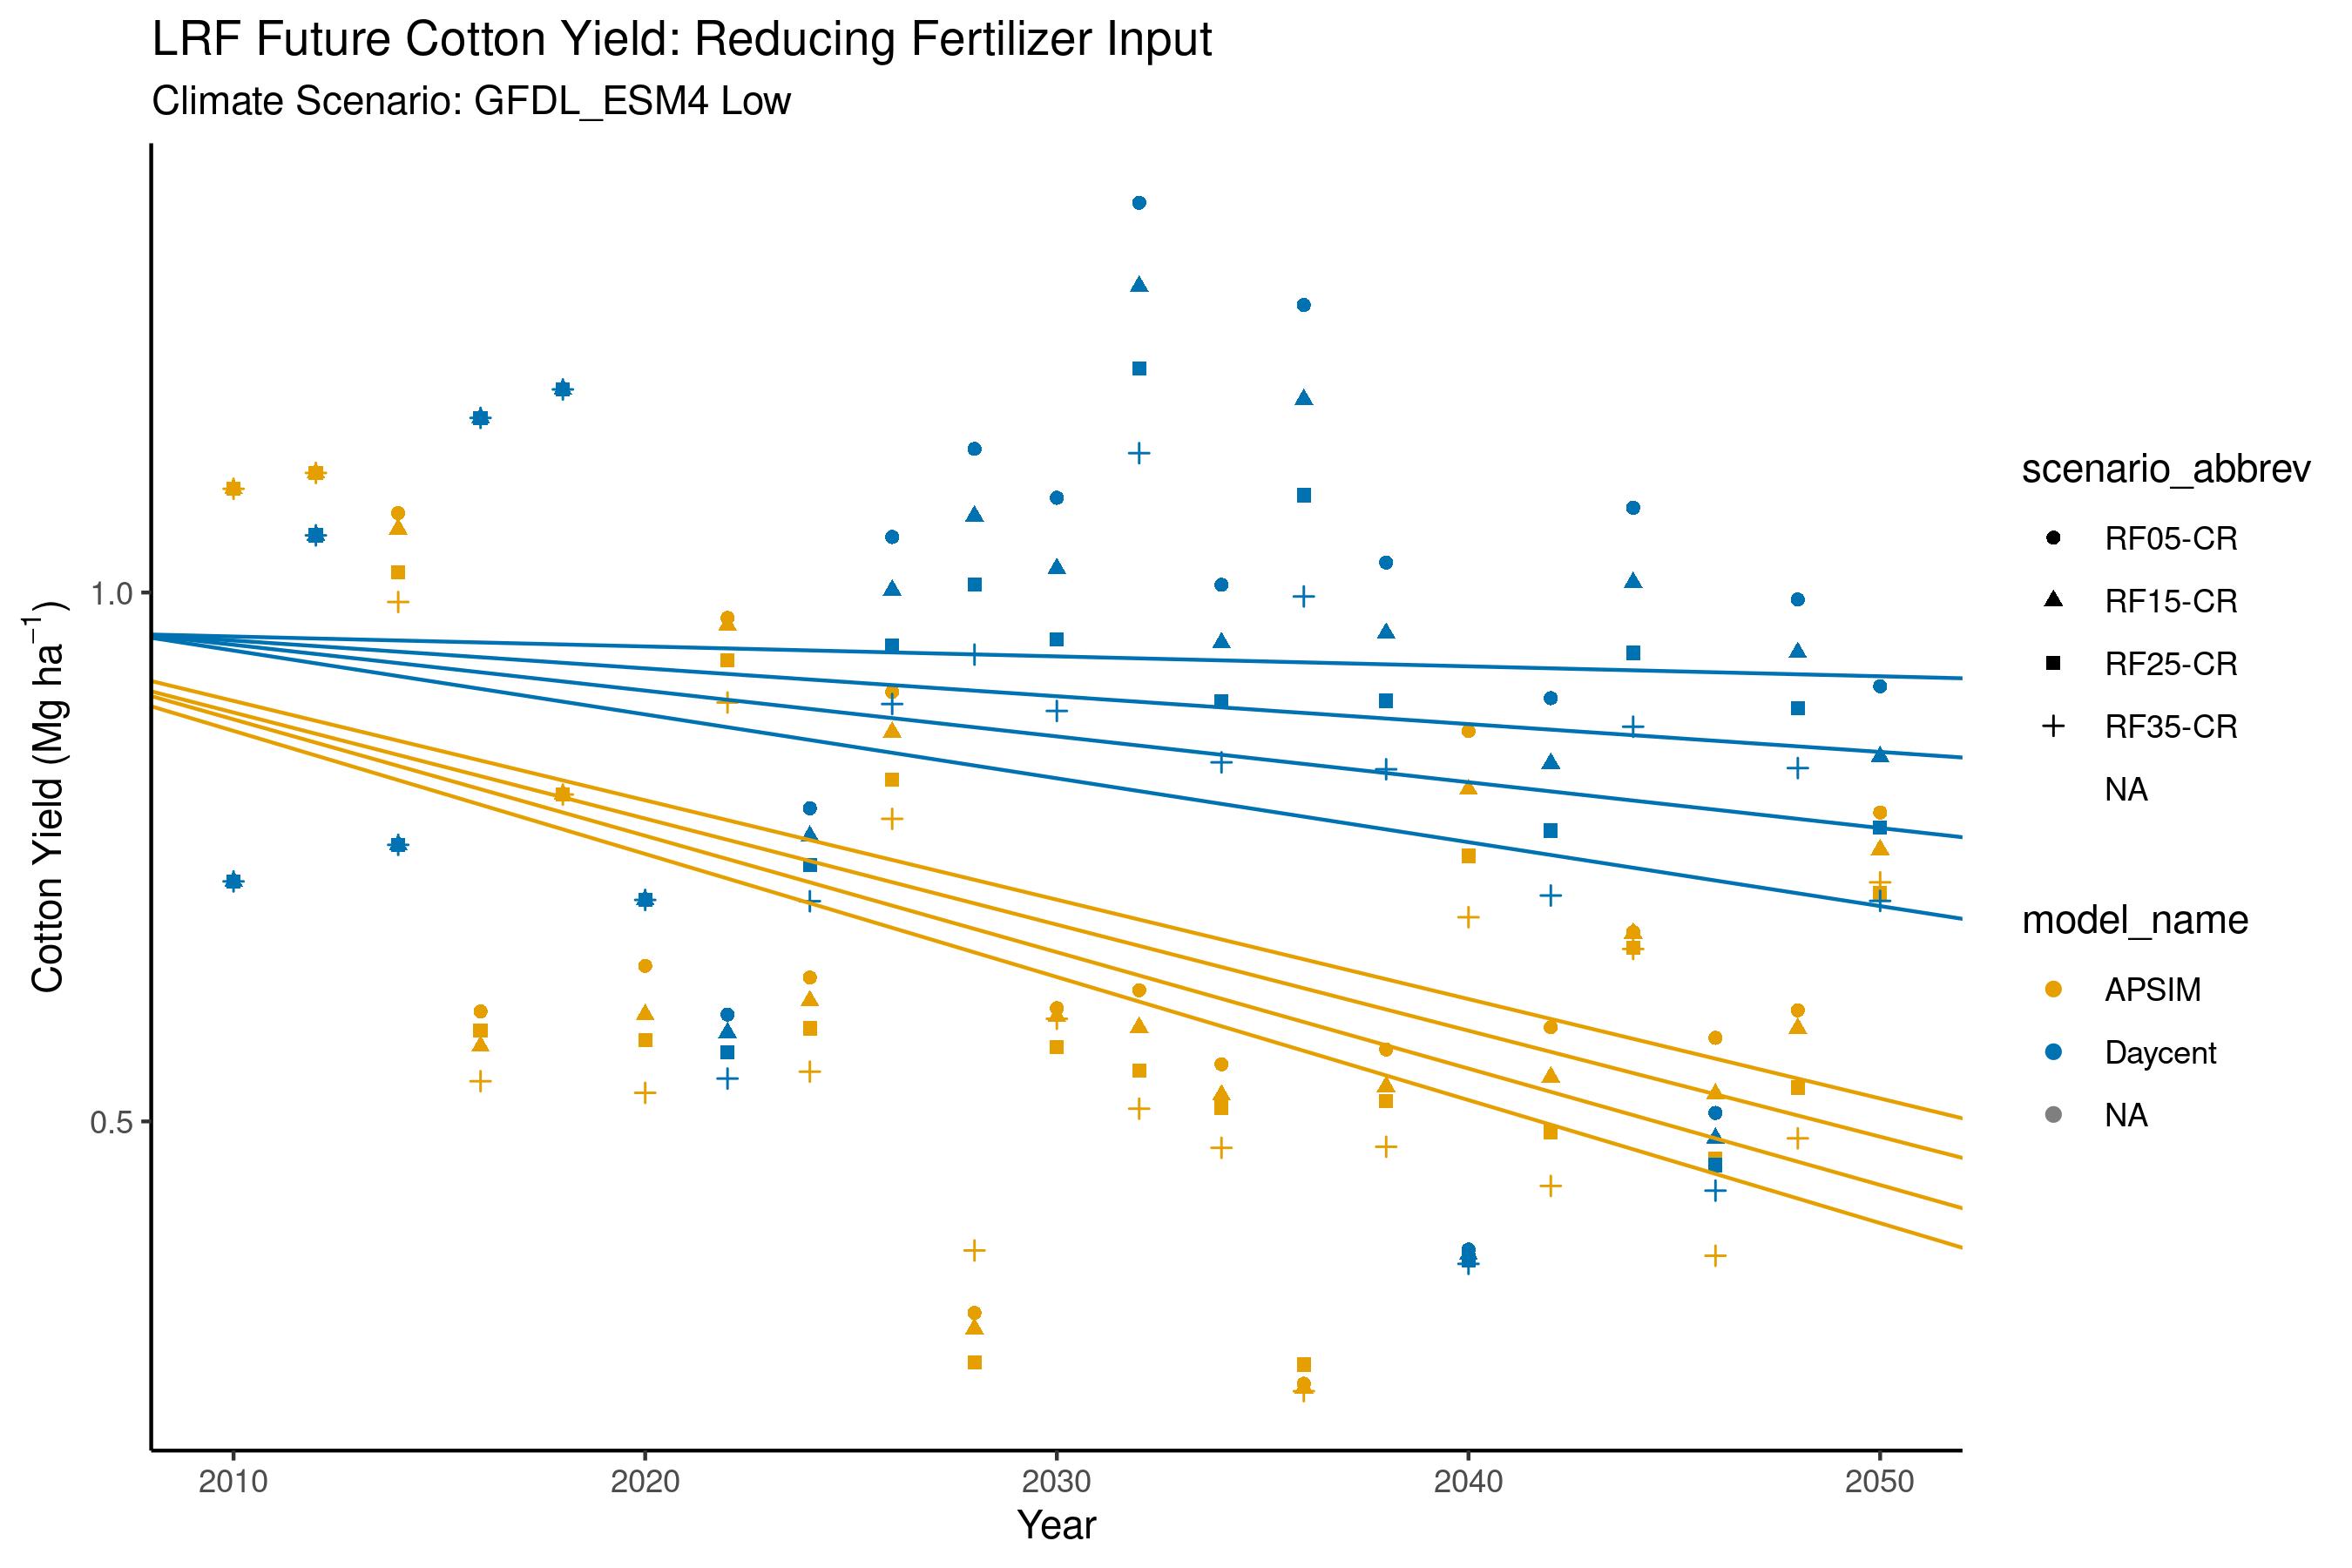 LRF Future Cotton Yield: Reducing Fertilizer Input
Climate Scenario: GFDL_ESM4 Low
Cotton Yield (Mg ha⁻¹)
1.0
0.5
2010
2020
2030
2040
2050
Year
scenario_abbrev
RF05-CR
RF15-CR
RF25-CR
RF35-CR
NA
model_name
APSIM
Daycent
NA